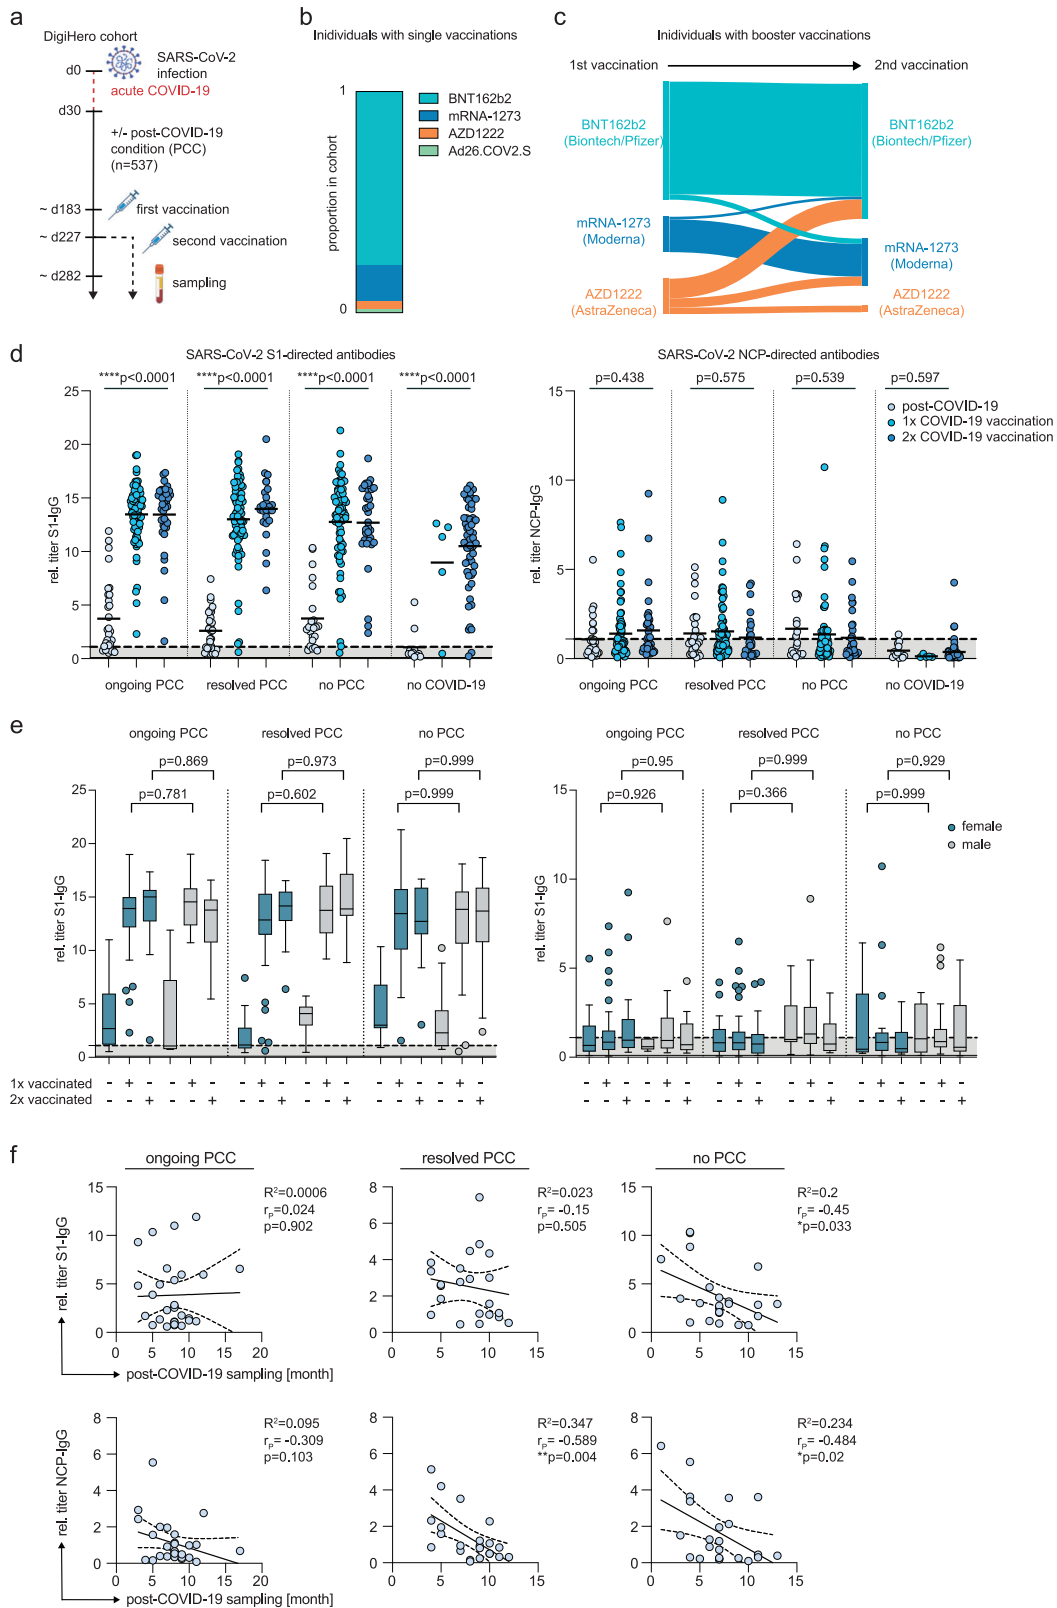 a
DigiHero cohort
d0
SARS-CoV-2
infection
acute COVID-19
d30
+/- post-COVID-19
condition (PCC)
(n=537)
~ d183
first vaccination
~ d227
second vaccination
~ d282
sampling
b
Inidividuals with single vaccinations
1
proportion in cohort
0
BNT162b2
mRNA-1273
AZD1222
Ad26.COV2.S
c
Inidividuals with booster vaccinations
1st vaccination
2nd vaccination
BNT162b2
(Biontech/Pfizer)
mRNA-1273
(Moderna)
AZD1222
(AstraZeneca)
BNT162b2
(Biontech/Pfizer)
mRNA-1273
(Moderna)
AZD1222
(AstraZeneca)
d
SARS-CoV-2 S1-directed antibodies
****p<0.0001 ****p<0.0001 ****p<0.0001 ****p<0.0001
rel. titer S1-IgG
25
20
15
10
5
0
ongoing PCC resolved PCC no PCC no COVID-19
SARS-CoV-2 NCP-directed antibodies
p=0.438 p=0.575 p=0.539 p=0.597
post-COVID-19
1x COVID-19 vaccination
2x COVID-19 vaccination
rel. titer NCP-IgG
15
10
5
0
ongoing PCC resolved PCC no PCC no COVID-19
e
ongoing PCC resolved PCC no PCC
p=0.869 p=0.973 p=0.999
p=0.781 p=0.602 p=0.999
rel. titer S1-IgG
25
20
15
10
5
0
1x vaccinated - + - - + - - + - - + - - + - - + -
2x vaccinated - - + - - + - - + - - + - - + - - +
ongoing PCC resolved PCC no PCC
p=0.95 p=0.999 p=0.929
p=0.926 p=0.366 p=0.999
female
male
rel. titer S1-IgG
15
10
5
0
- + - - + - - + - - + - - + - - + -
- - + - - + - - + - - + - - + - - +
f
ongoing PCC
R²=0.0006
rP=0.024
p=0.902
rel. titer S1-IgG
15
10
5
0
0 5 10 15 20
post-COVID-19 sampling [month]
resolved PCC
R²=0.023
rP= -0.15
p=0.505
8
6
4
2
0
0 5 10 15
no PCC
R²=0.2
rP= -0.45
*p=0.033
15
10
5
0
0 5 10 15
R²=0.095
rP= -0.309
p=0.103
rel. titer NCP-IgG
8
6
4
2
0
0 5 10 15 20
post-COVID-19 sampling [month]
R²=0.347
rP= -0.589
**p=0.004
8
6
4
2
0
0 5 10 15
R²=0.234
rP= -0.484
*p=0.02
8
6
4
2
0
0 5 10 15